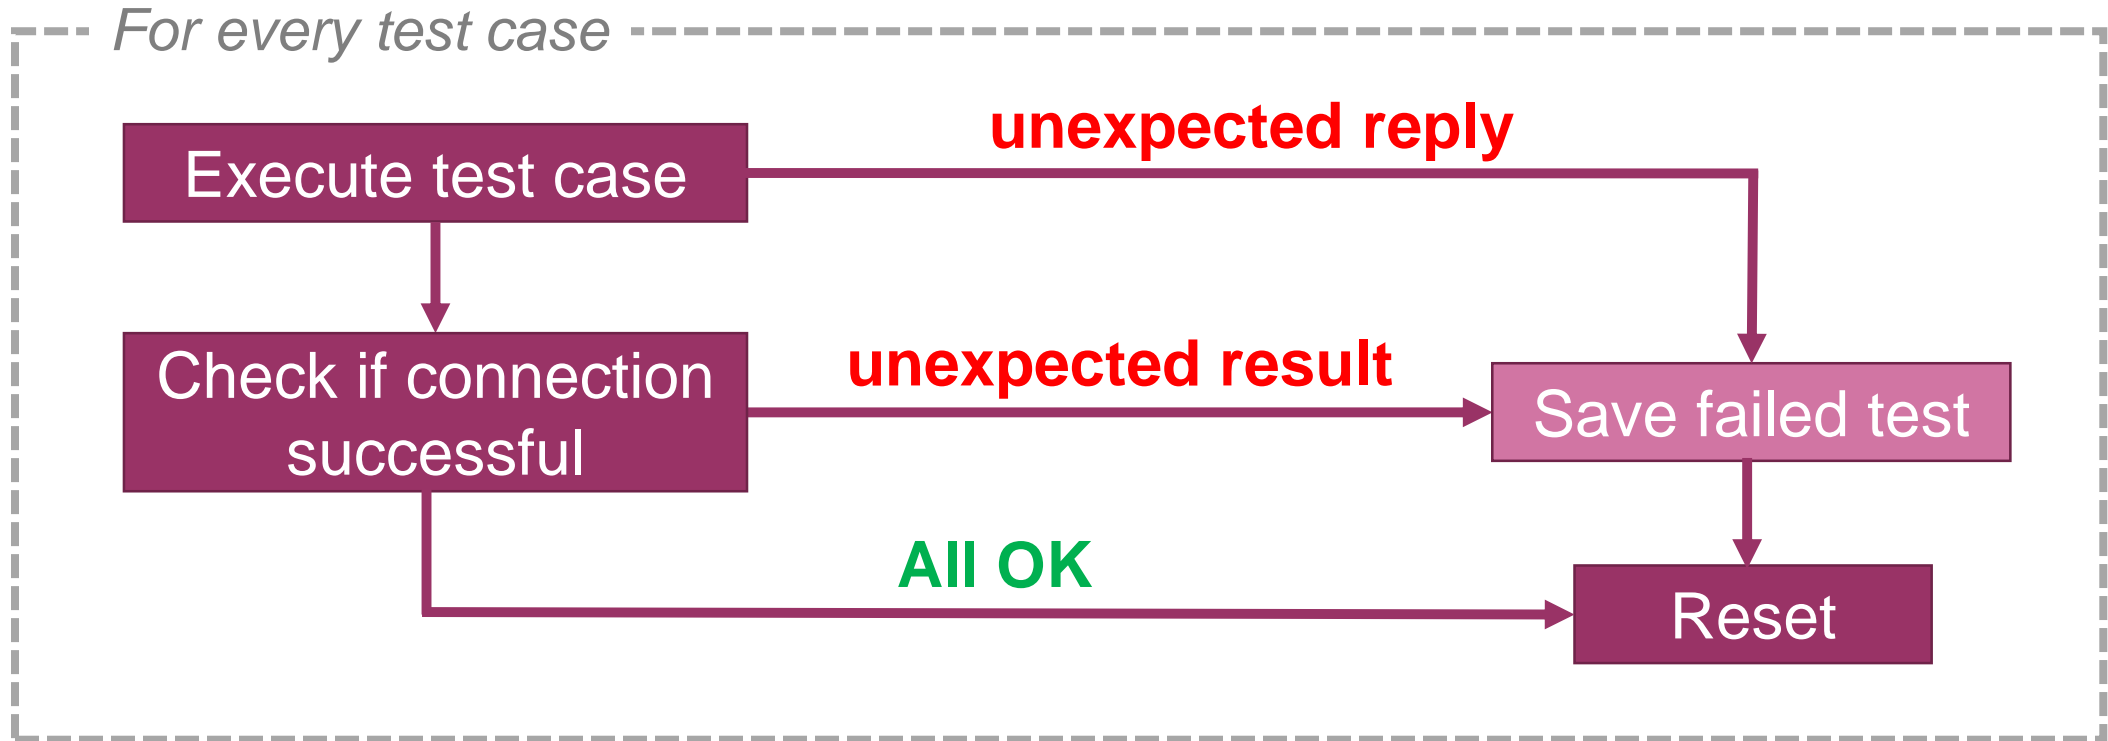 For every test case
unexpected reply
Execute test case
Check if connection
successful
unexpected result
Save failed test
All OK
Reset